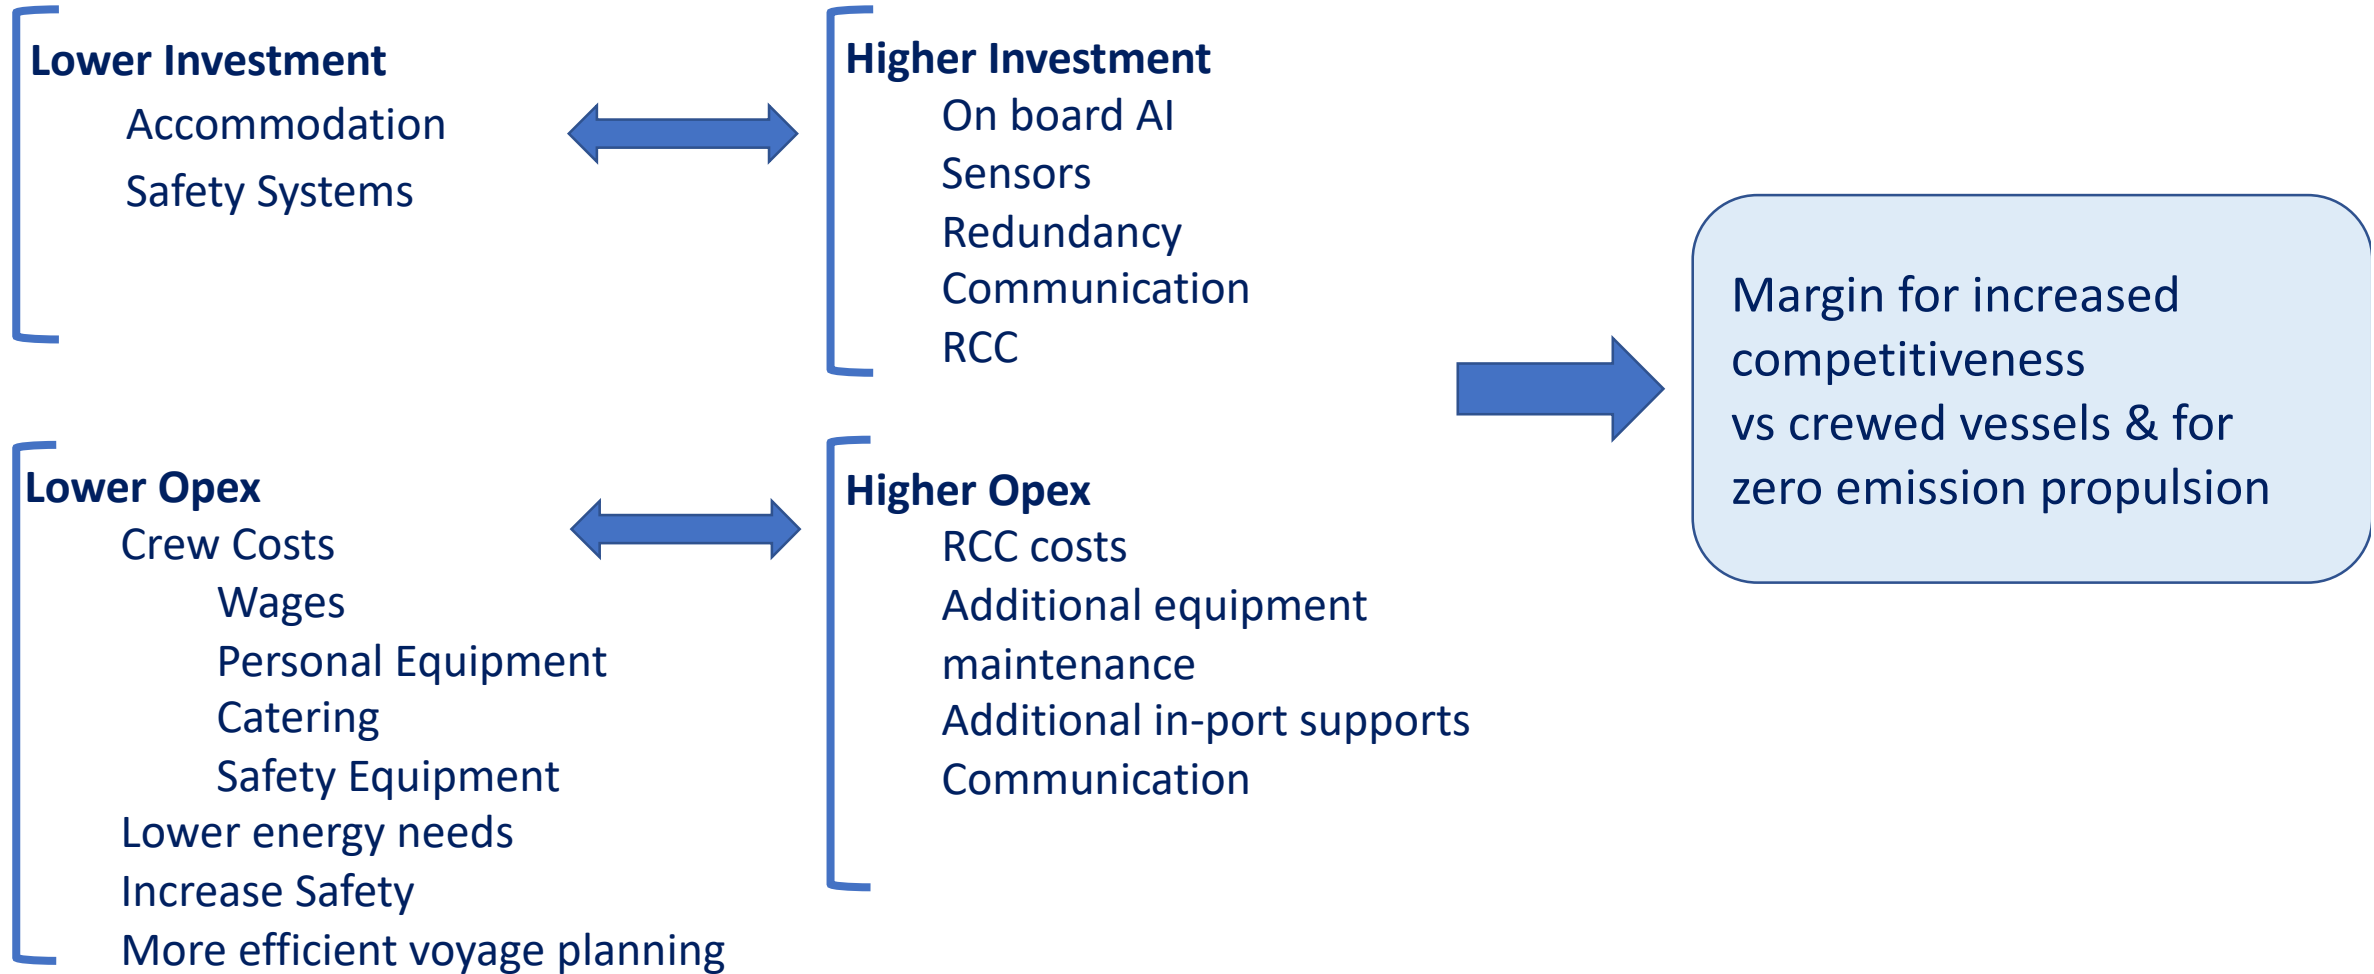 Lower Investment
Accommodation
Safety Systems
Higher Investment
On board AI
Sensors
Redundancy
Communication
RCC
Lower Opex
Crew Costs
Wages
Personal Equipment
Catering
Safety Equipment
Lower energy needs
Increase Safety
More efficient voyage planning
Higher Opex
RCC costs
Additional equipment
maintenance
Additional in-port supports
Communication
Margin for increased
competitiveness
vs crewed vessels & for
zero emission propulsion